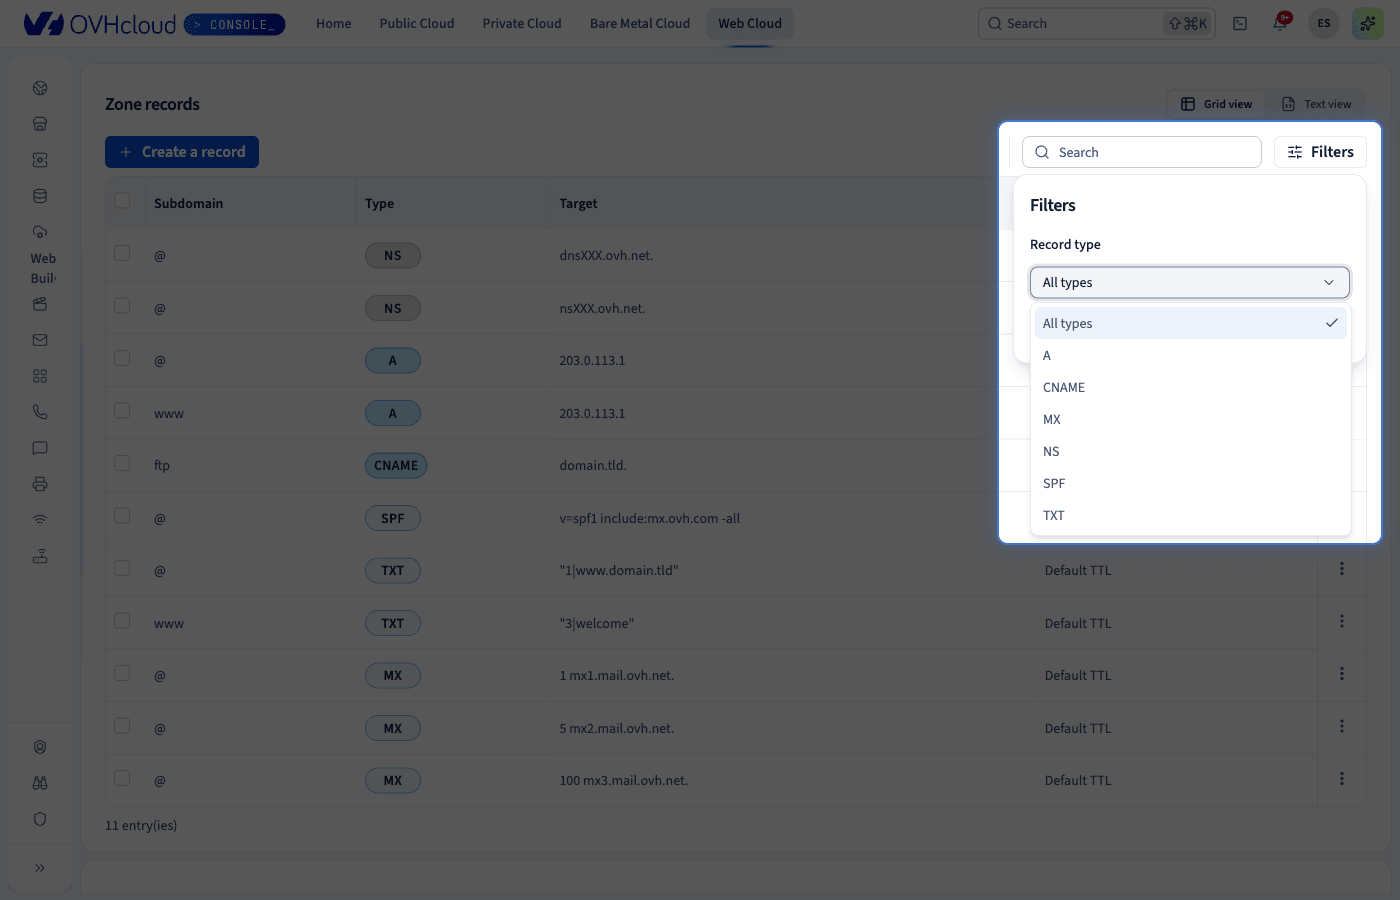 OVHcloud > CONSOLE_ Home Public Cloud Private Cloud Bare Metal Cloud Web Cloud Search ⇧⌘K 9+ ES
Zone records Grid view Text view
Create a record Search Filters
Subdomain Type Target
Filters
Record type
All types
All types
A
CNAME
MX
NS
SPF
TXT
@ NS dnsXXX.ovh.net.
Web
Buil
@ NS nsXXX.ovh.net.
@ A 203.0.113.1
www A 203.0.113.1
ftp CNAME domain.tld.
@ SPF v=spf1 include:mx.ovh.com -all
@ TXT "1|www.domain.tld" Default TTL
www TXT "3|welcome" Default TTL
@ MX 1 mx1.mail.ovh.net. Default TTL
@ MX 5 mx2.mail.ovh.net. Default TTL
@ MX 100 mx3.mail.ovh.net. Default TTL
11 entry(ies)